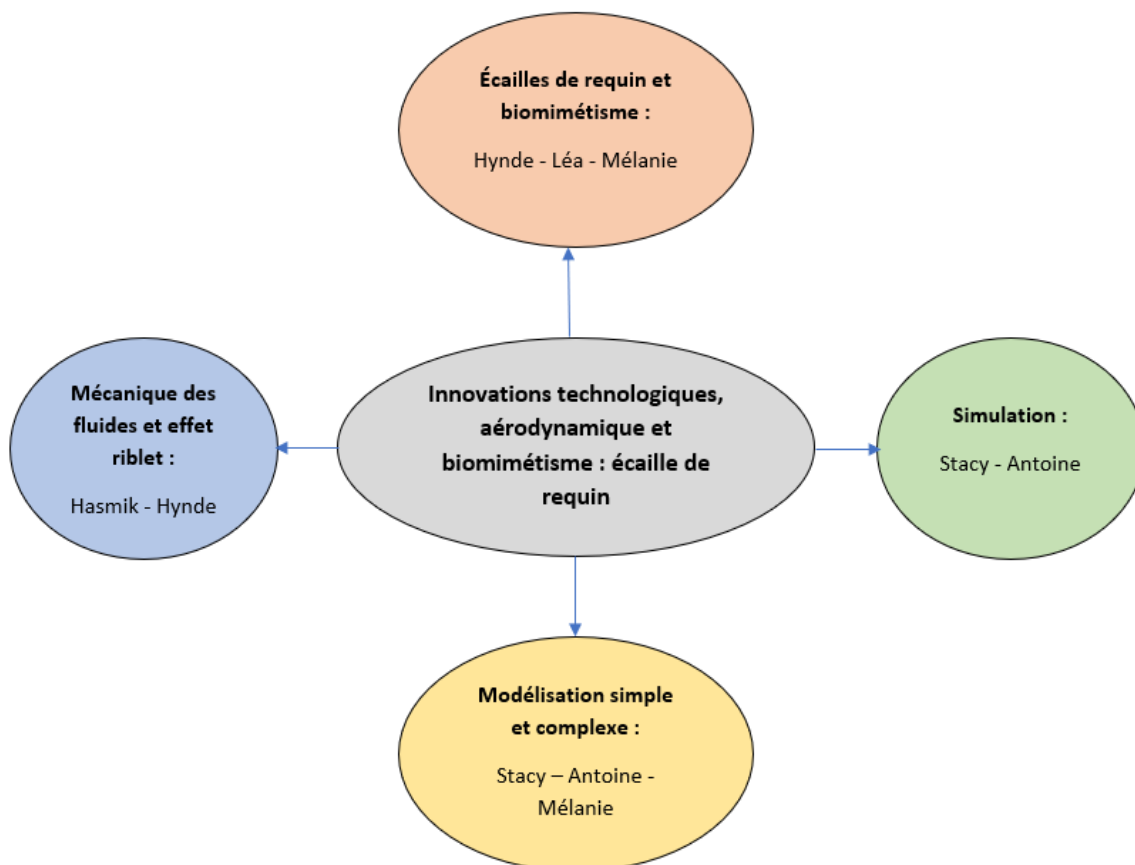 Écailles de requin et
biomimétisme :
Hynde - Léa - Mélanie
Mécanique des
fluides et effet
riblet :
Hasmik - Hynde
Innovations technologiques,
aérodynamique et
biomimétisme : écaille de
requin
Simulation :
Stacy - Antoine
Modélisation simple
et complexe :
Stacy – Antoine -
Mélanie